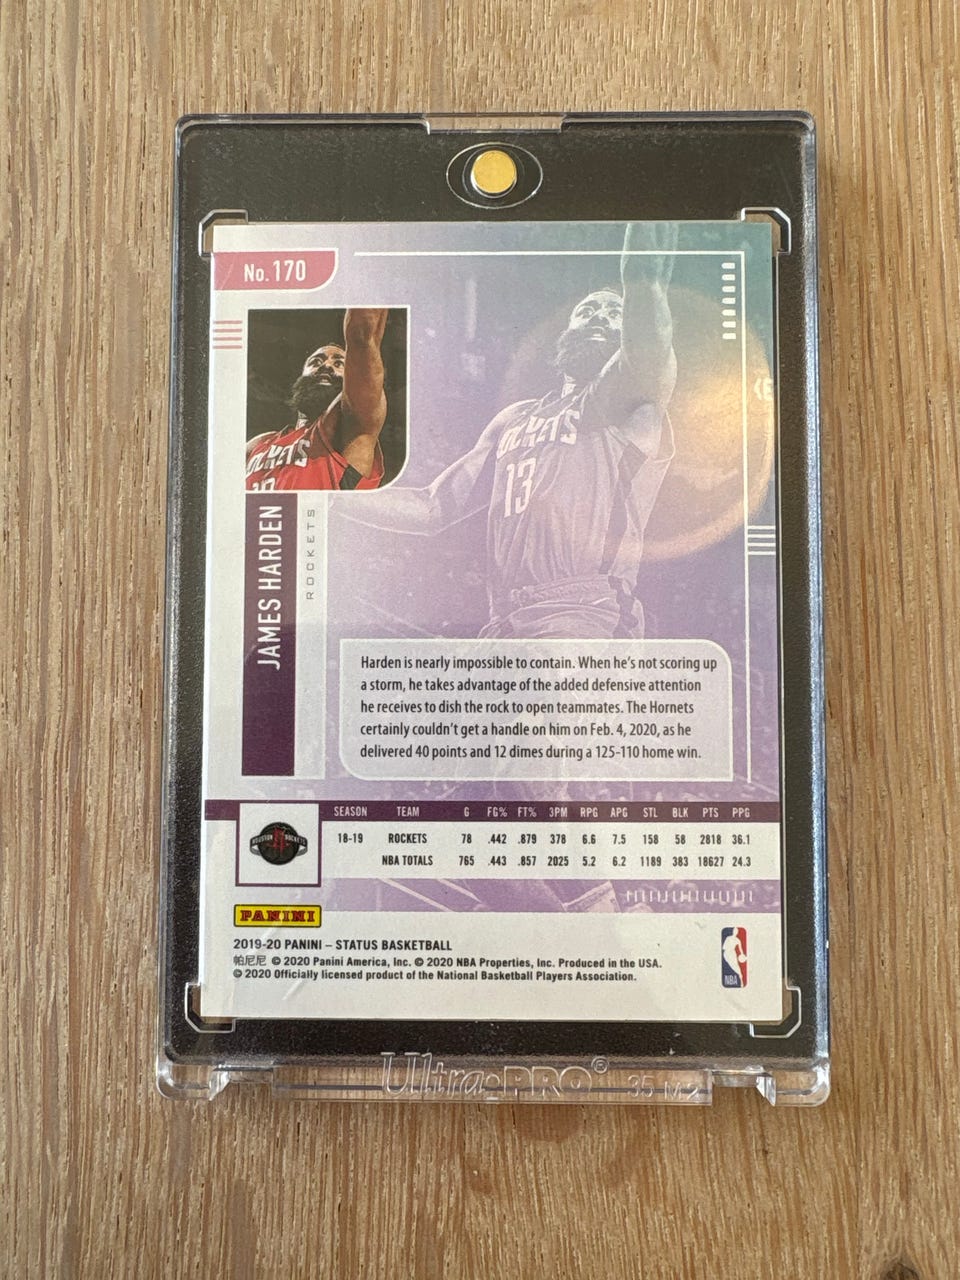 No. 170
OCKETS
13
OCKETS
JAMES HARDEN
ROCKETS
Harden is nearly impossible to contain. When he's not scoring up
a storm, he takes advantage of the added defensive attention
he receives to dish the rock to open teammates. The Hornets
certainly couldn't get a handle on him on Feb. 4, 2020, as he
delivered 40 points and 12 dimes during a 125-110 home win.
SEASON TEAM G FG% FT% 3PM RPG APG STL BLK PTS PPG
18-19 ROCKETS 78 .442 .879 378 6.6 7.5 158 58 2818 36.1
NBA TOTALS 765 .443 .857 2025 5.2 6.2 1189 383 18627 24.3
HOUSTON ROCKETS
PANINI
2019-20 PANINI – STATUS BASKETBALL
帕尼尼 © 2020 Panini America, Inc. © 2020 NBA Properties, Inc. Produced in the USA.
© 2020 Officially licensed product of the National Basketball Players Association.
NBA
Ultra·PRO®